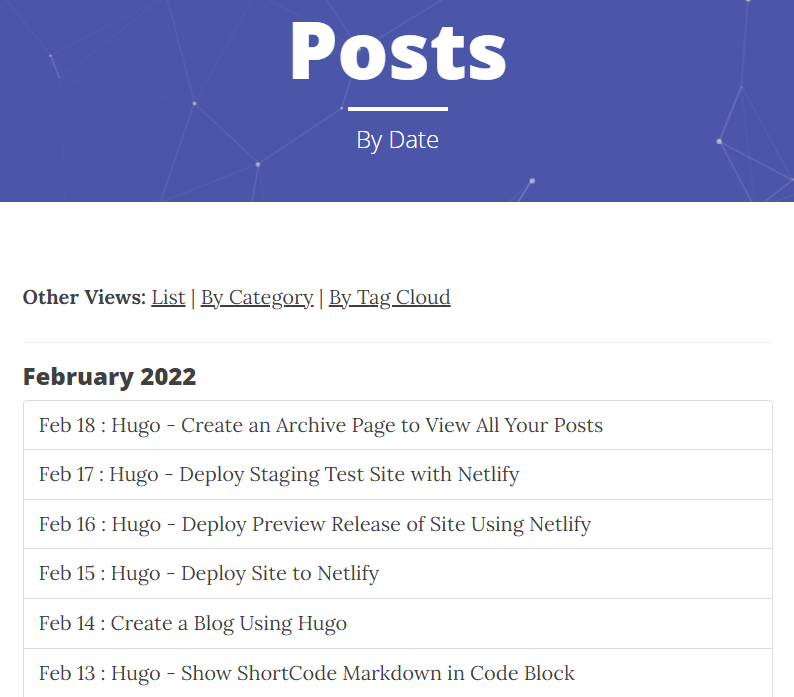 Posts
By Date
Other Views: List | By Category | By Tag Cloud
February 2022
Feb 18 : Hugo - Create an Archive Page to View All Your Posts
Feb 17 : Hugo - Deploy Staging Test Site with Netlify
Feb 16 : Hugo - Deploy Preview Release of Site Using Netlify
Feb 15 : Hugo - Deploy Site to Netlify
Feb 14 : Create a Blog Using Hugo
Feb 13 : Hugo - Show ShortCode Markdown in Code Block